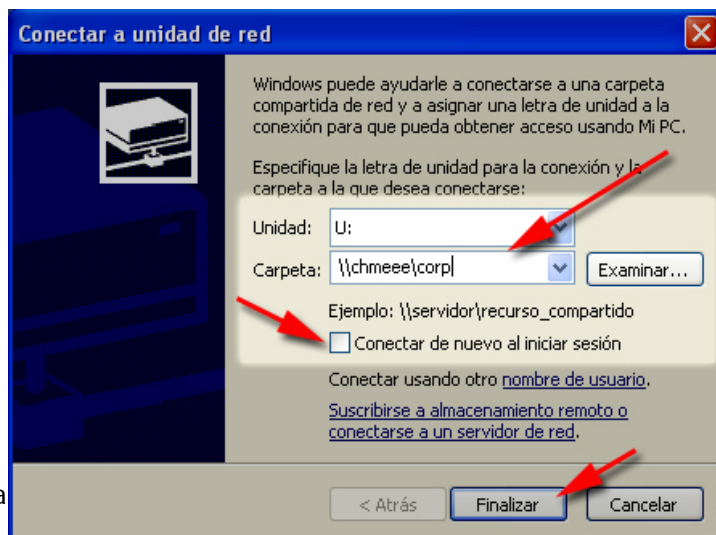 Conectar a unidad de red
Windows puede ayudarle a conectarse a una carpeta
compartida de red y a asignar una letra de unidad a la
conexión para que pueda obtener acceso usando Mi PC.
Especifique la letra de unidad para la conexión y la
carpeta a la que desea conectarse:
Unidad: U:
Carpeta: \\chmeee\corp Examinar...
Ejemplo: \\servidor\recurso_compartido
Conectar de nuevo al iniciar sesión
Conectar usando otro nombre de usuario.
Suscribirse a almacenamiento remoto o
conectarse a un servidor de red.
a
< Atrás Finalizar Cancelar